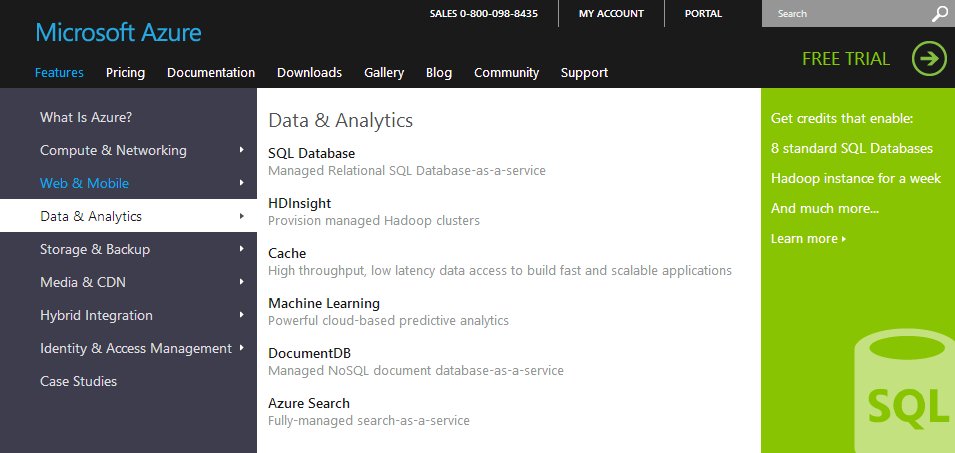 SALES 0-800-098-8435
MY ACCOUNT
PORTAL
Search
Microsoft Azure
FREE TRIAL
Features Pricing Documentation Downloads Gallery Blog Community Support
What Is Azure?
Compute & Networking
Web & Mobile
Data & Analytics
Storage & Backup
Media & CDN
Hybrid Integration
Identity & Access Management
Case Studies
Data & Analytics
SQL Database
Managed Relational SQL Database-as-a-service
HDInsight
Provision managed Hadoop clusters
Cache
High throughput, low latency data access to build fast and scalable applications
Machine Learning
Powerful cloud-based predictive analytics
DocumentDB
Managed NoSQL document database-as-a-service
Azure Search
Fully-managed search-as-a-service
Get credits that enable:
8 standard SQL Databases
Hadoop instance for a week
And much more...
Learn more
SQL